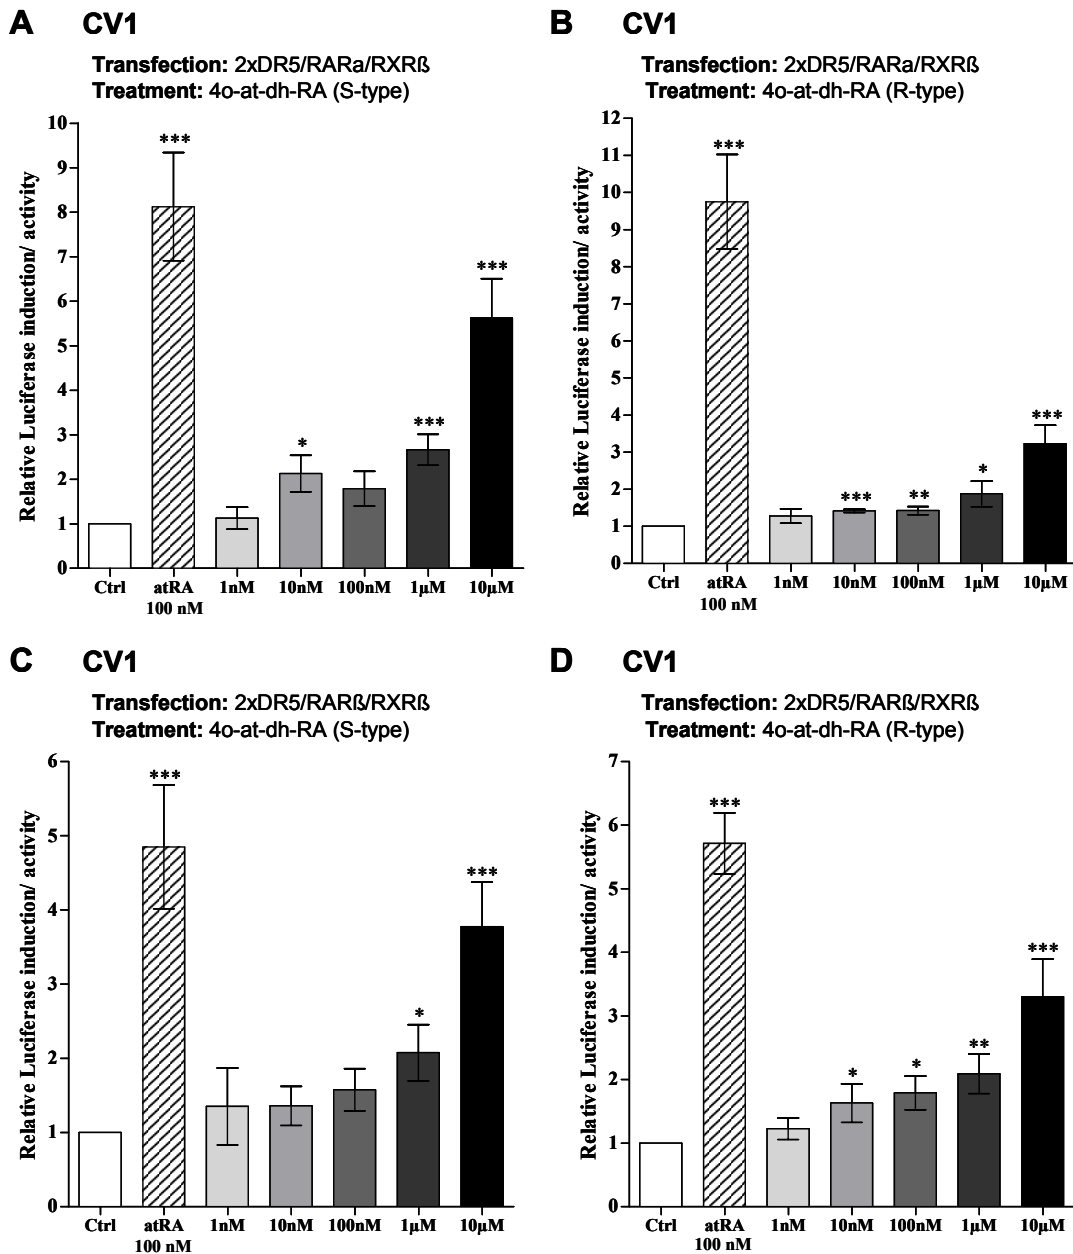 A CV1
Transfection: 2xDR5/RARa/RXRß
Treatment: 4o-at-dh-RA (S-type)
Relative Luciferase induction/ activity
10
9
8
7
6
5
4
3
2
1
0
***
*
***
***
Ctrl atRA 1nM 10nM 100nM 1µM 10µM
100 nM
B CV1
Transfection: 2xDR5/RARa/RXRß
Treatment: 4o-at-dh-RA (R-type)
Relative Luciferase induction/ activity
12
11
10
9
8
7
6
5
4
3
2
1
0
***
***
**
*
***
Ctrl atRA 1nM 10nM 100nM 1µM 10µM
100 nM
C CV1
Transfection: 2xDR5/RARß/RXRß
Treatment: 4o-at-dh-RA (S-type)
Relative Luciferase induction/ activity
6
5
4
3
2
1
0
***
*
***
Ctrl atRA 1nM 10nM 100nM 1µM 10µM
100 nM
D CV1
Transfection: 2xDR5/RARß/RXRß
Treatment: 4o-at-dh-RA (R-type)
Relative Luciferase induction/ activity
7
6
5
4
3
2
1
0
***
*
*
**
***
Ctrl atRA 1nM 10nM 100nM 1µM 10µM
100 nM